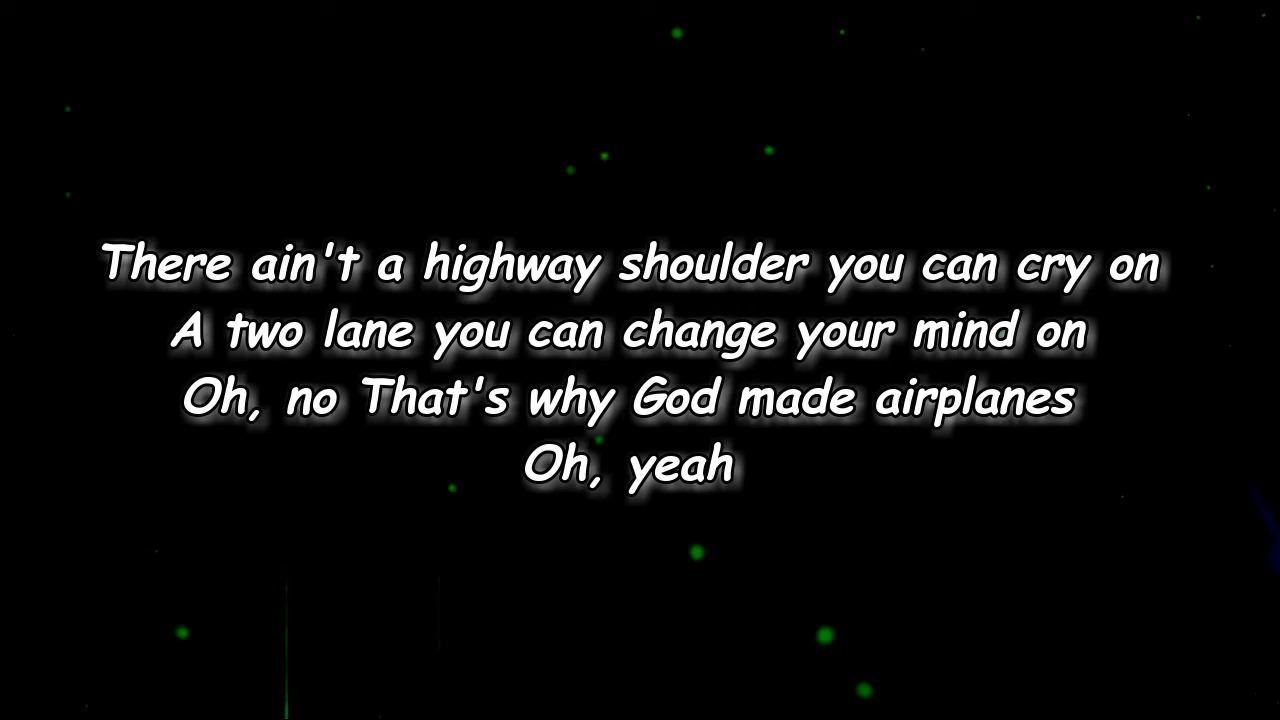 There ain't a highway shoulder you can cry on
A two lane you can change your mind on
Oh, no That's why God made airplanes
Oh, yeah